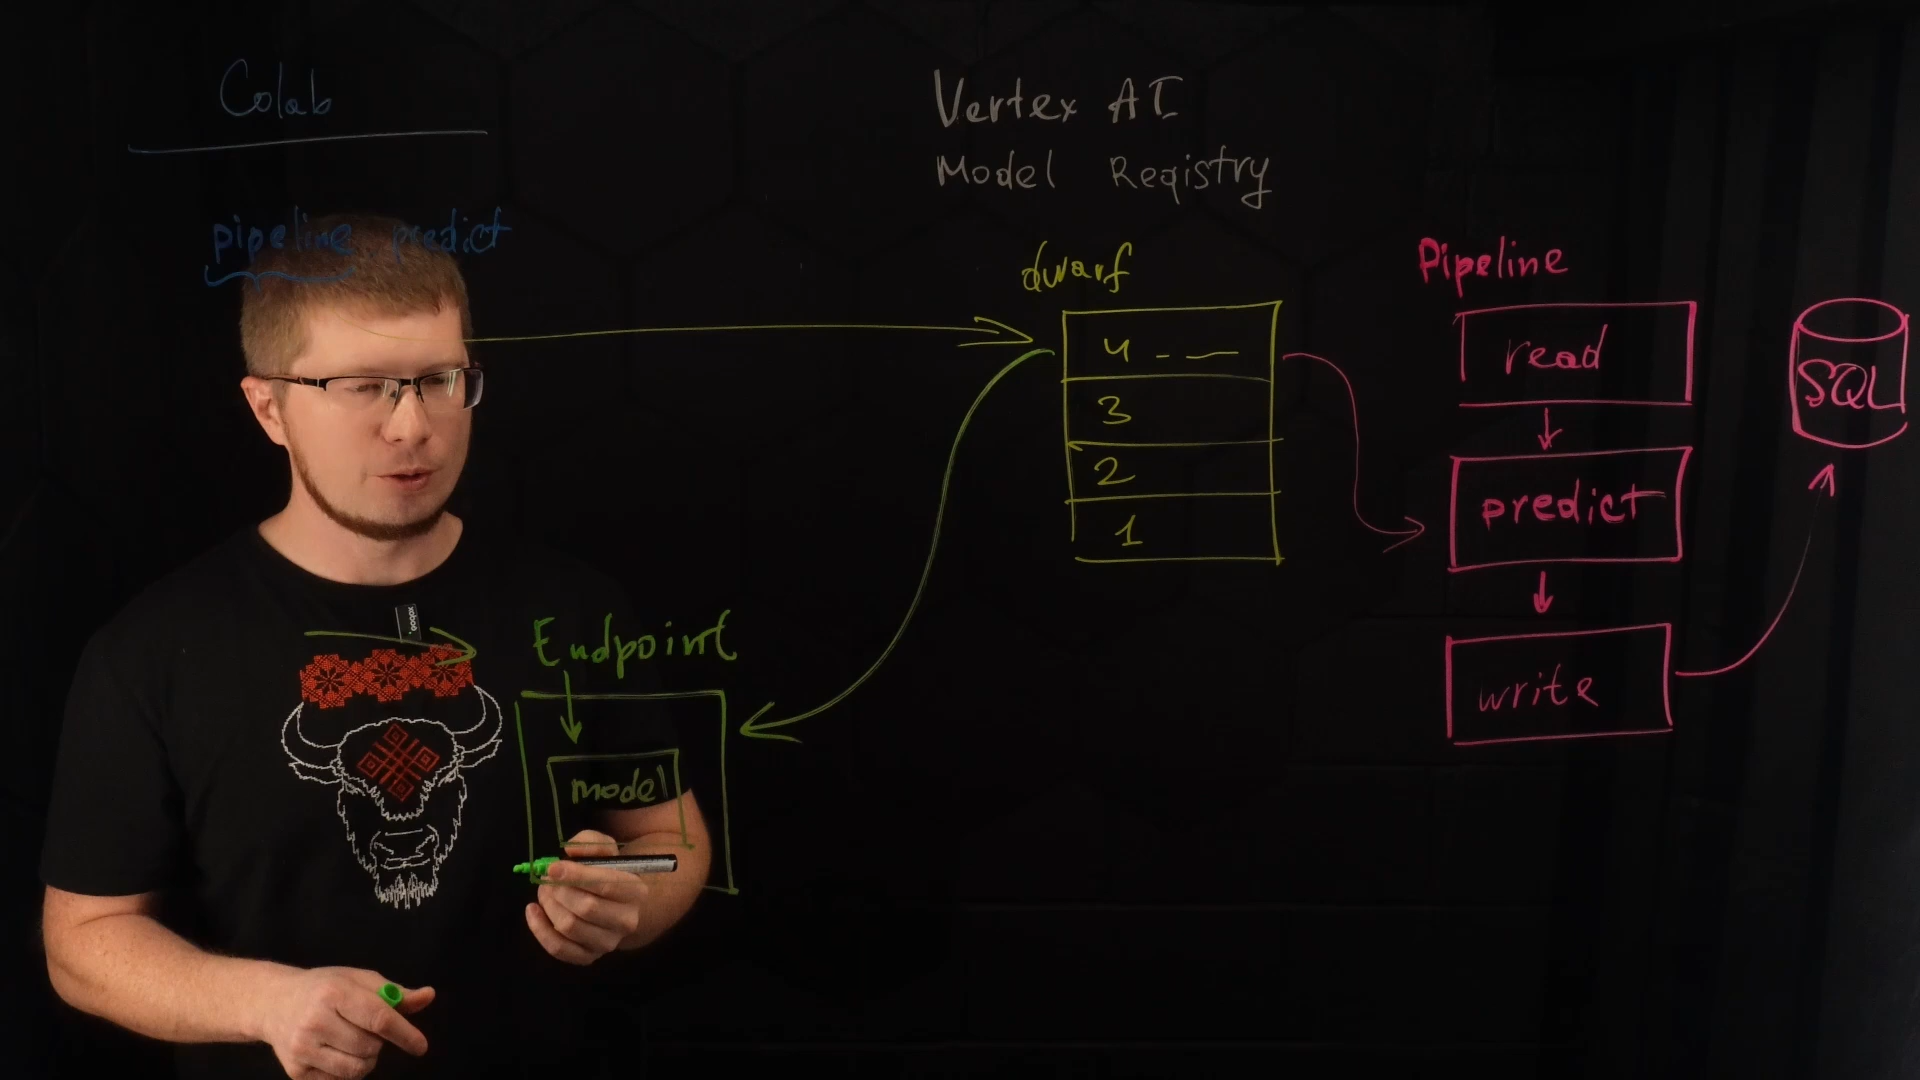 Colab
pipeline.predict
Vertex AI
Model Registry
dwarf
4 - —
3
2
1
Pipeline
read
predict
write
SQL
Endpoint
model